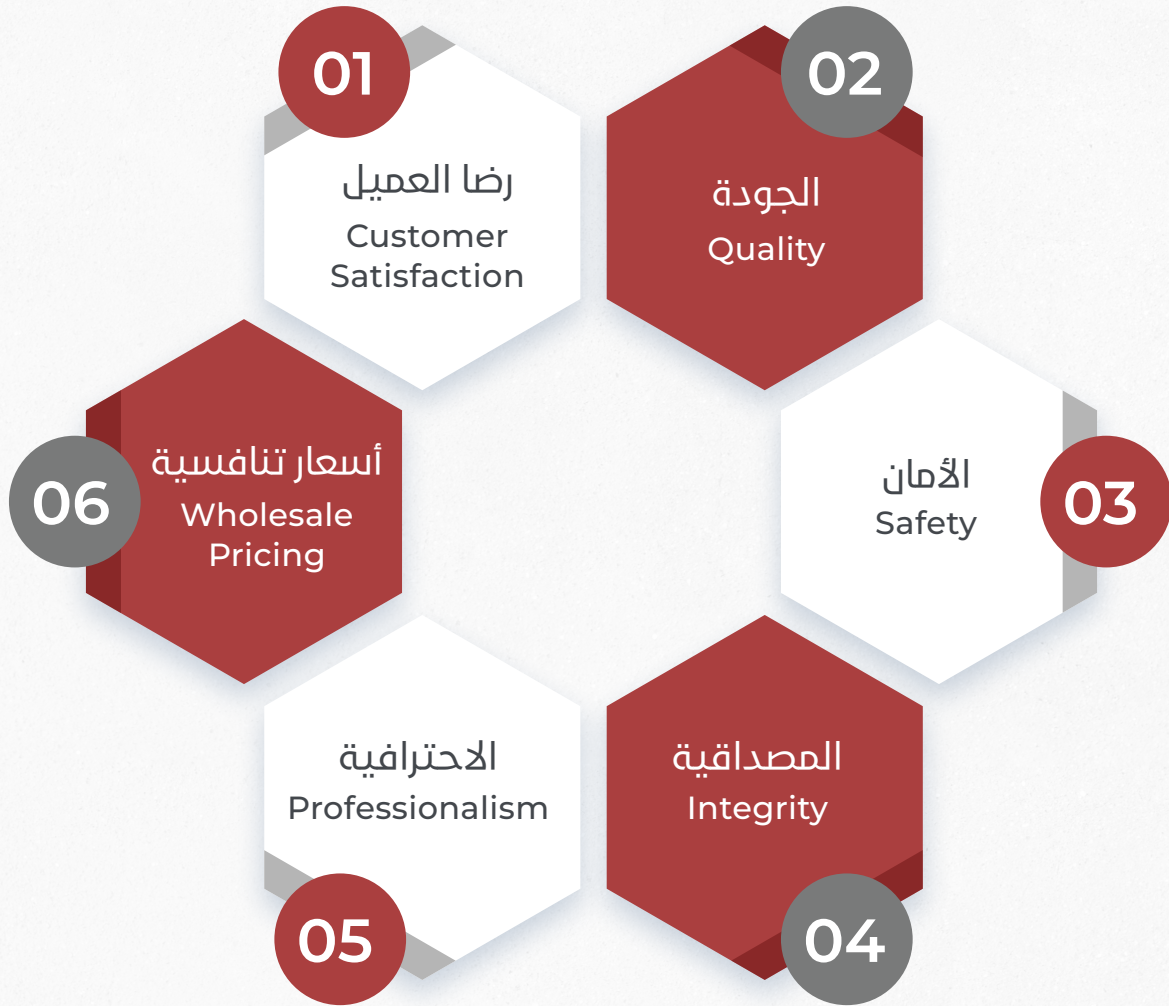 01
رضا العميل
Customer
Satisfaction
02
الجودة
Quality
03
الأمان
Safety
04
المصداقية
Integrity
05
الاحترافية
Professionalism
06
أسعار تنافسية
Wholesale
Pricing